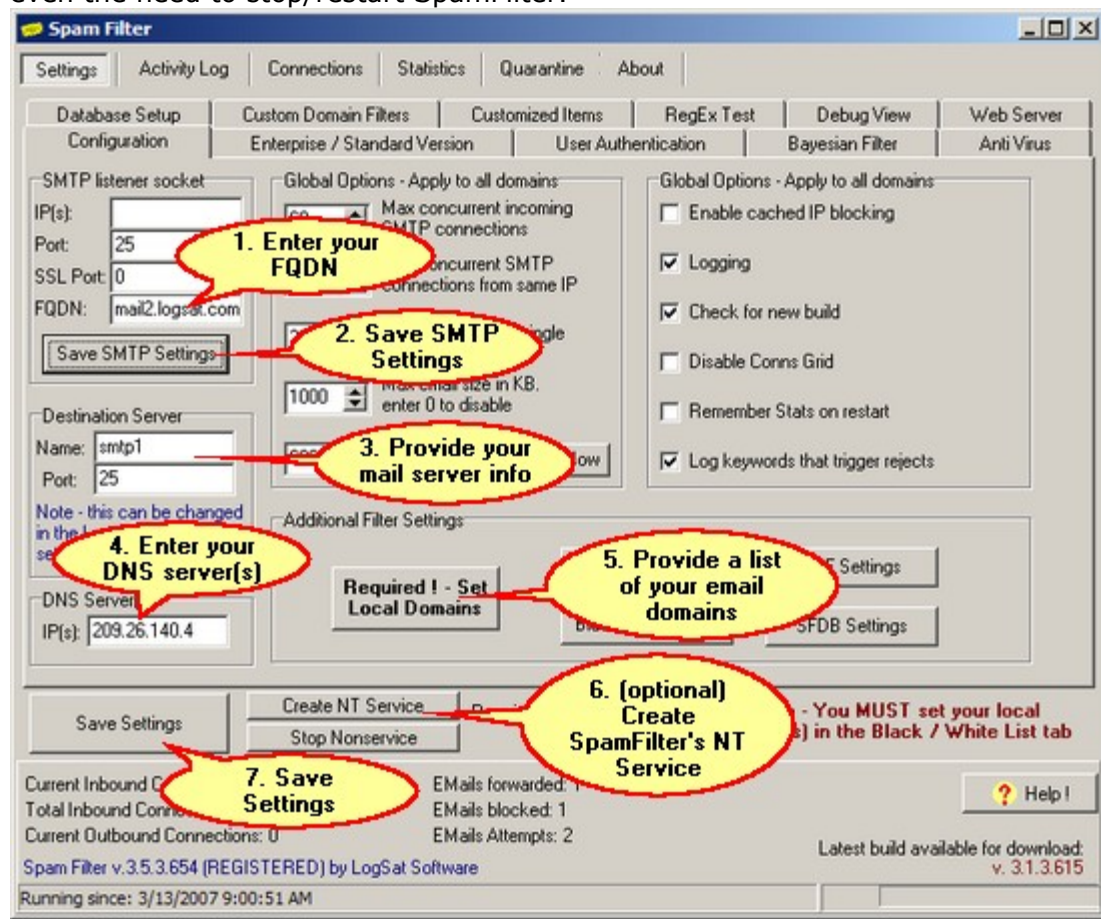 even the need to stop/restart SpamFilter.
Spam Filter
Settings Activity Log Connections Statistics Quarantine About
Database Setup Custom Domain Filters Customized Items RegEx Test Debug View Web Server
Configuration Enterprise / Standard Version User Authentication Bayesian Filter Anti Virus
SMTP listener socket
IP(s):
Port: 25
SSL Port: 0
FQDN: mail2.logsat.com
Save SMTP Settings
1. Enter your
FQDN
2. Save SMTP
Settings
Destination Server
Name: smtp1
Port: 25
Note - this can be changed
in the
3. Provide your
mail server info
4. Enter your
DNS server(s)
DNS Server
IP(s): 209.26.140.4
Global Options - Apply to all domains
Max concurrent incoming
SMTP connections
concurrent SMTP
connections from same IP
1000 Max email size in KB.
enter 0 to disable
Global Options - Apply to all domains
Enable cached IP blocking
Logging
Check for new build
Disable Conns Grid
Remember Stats on restart
Log keywords that trigger rejects
Additional Filter Settings
Required ! - Set
Local Domains
5. Provide a list
of your email
domains
Settings
SFDB Settings
Save Settings
Create NT Service
Stop Nonservice
6. (optional)
Create
SpamFilter's NT
Service
- You MUST set your local
in the Black / White List tab
7. Save
Settings
Current Inbound
Total Inbound
Current Outbound Connections: 0
EMails forwarded: 1
EMails blocked: 1
EMails Attempts: 2
Help !
Spam Filter v.3.5.3.654 (REGISTERED) by LogSat Software
Latest build available for download:
v. 3.1.3.615
Running since: 3/13/2007 9:00:51 AM